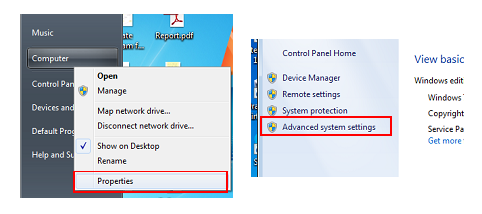 Music
Report.pdf
Computer
Open
Manage
Control Pan
Map network drive...
Devices and
Disconnect network drive...
Default Prog
Show on Desktop
Rename
Help and Su
Properties
Control Panel Home
Device Manager
Remote settings
System protection
Advanced system settings
View basic
Windows edit
Windows
Copyright
Service Pa
Get more